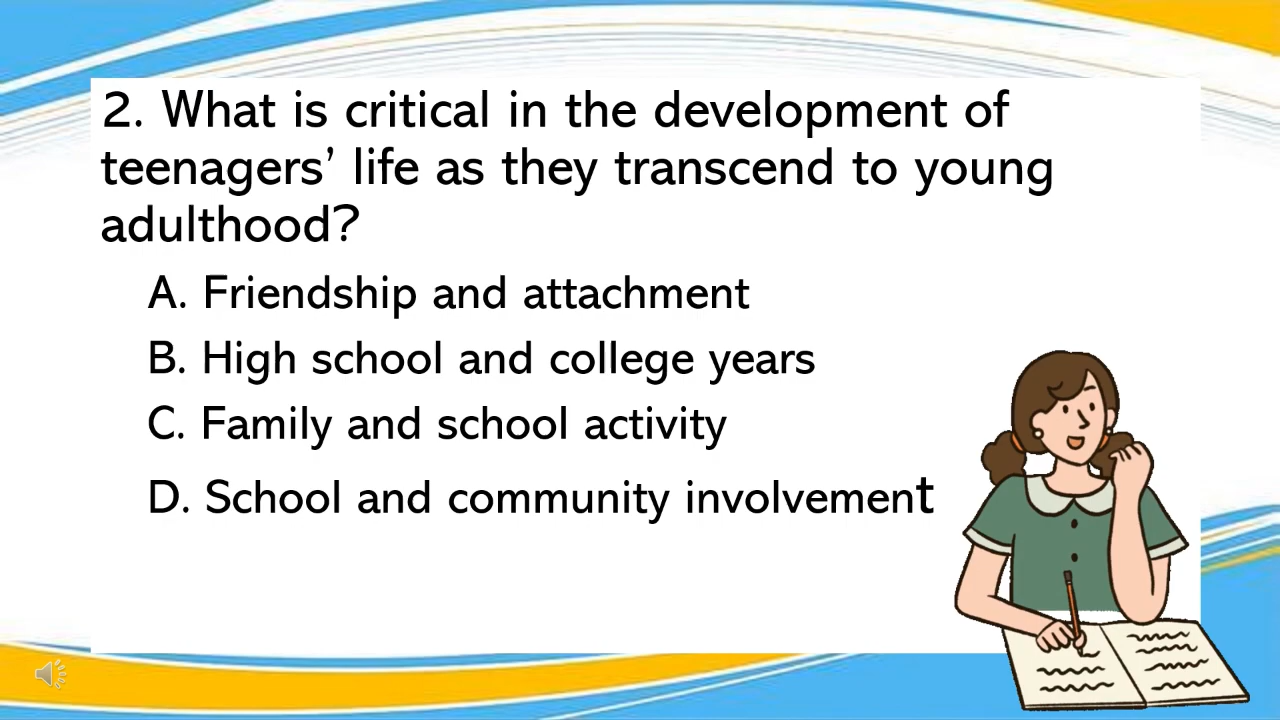 2. What is critical in the development of
teenagers’ life as they transcend to young
adulthood?
A. Friendship and attachment
B. High school and college years
C. Family and school activity
D. School and community involvement